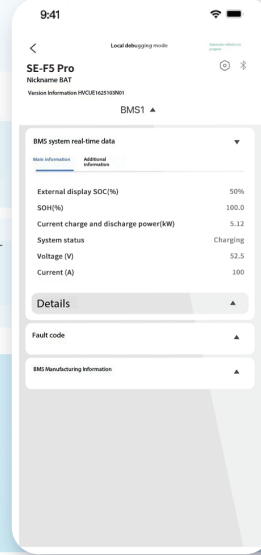 9:41
Local debugging mode
SE-F5 Pro
Nickname BAT
Version Information HVCUE1625103N01
BMS1 ▲
BMS system real-time data ▼
Main information
Additional
information
External display SOC(%) 50%
SOH(%) 100.0
Current charge and discharge power(kW) 5.12
System status Charging
Voltage (V) 52.5
Current (A) 100
Details ▲
Fault code ▲
BMS Manufacturing Information ▲